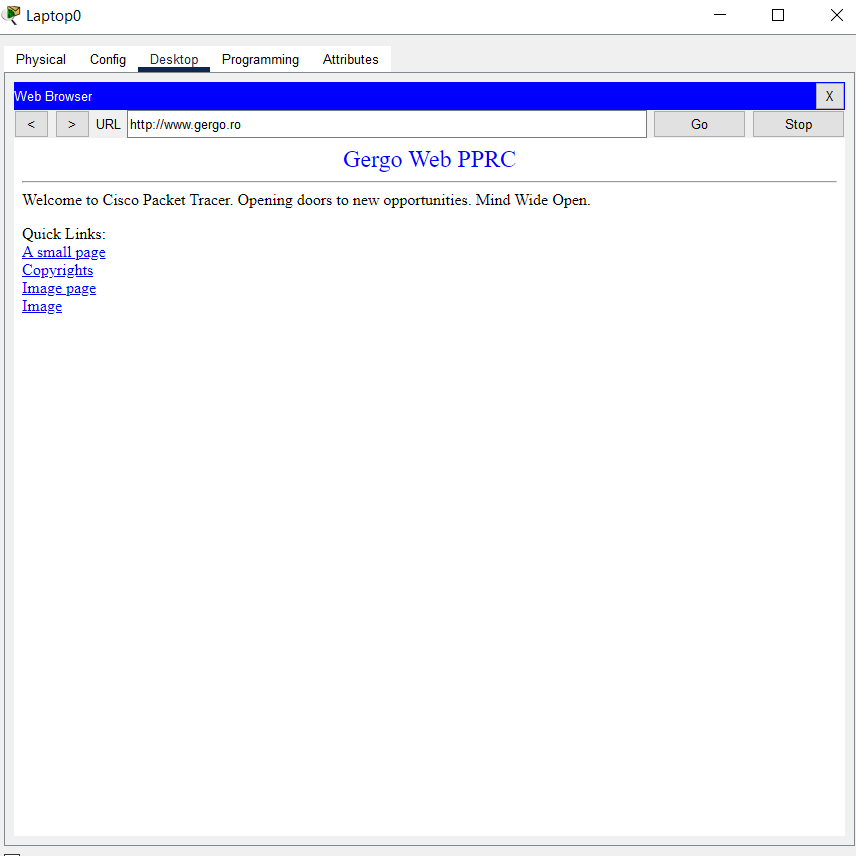 Laptop0
Physical Config Desktop Programming Attributes
Web Browser X
< > URL http://www.gergo.ro Go Stop
Gergo Web PPRC
Welcome to Cisco Packet Tracer. Opening doors to new opportunities. Mind Wide Open.
Quick Links:
A small page
Copyrights
Image page
Image